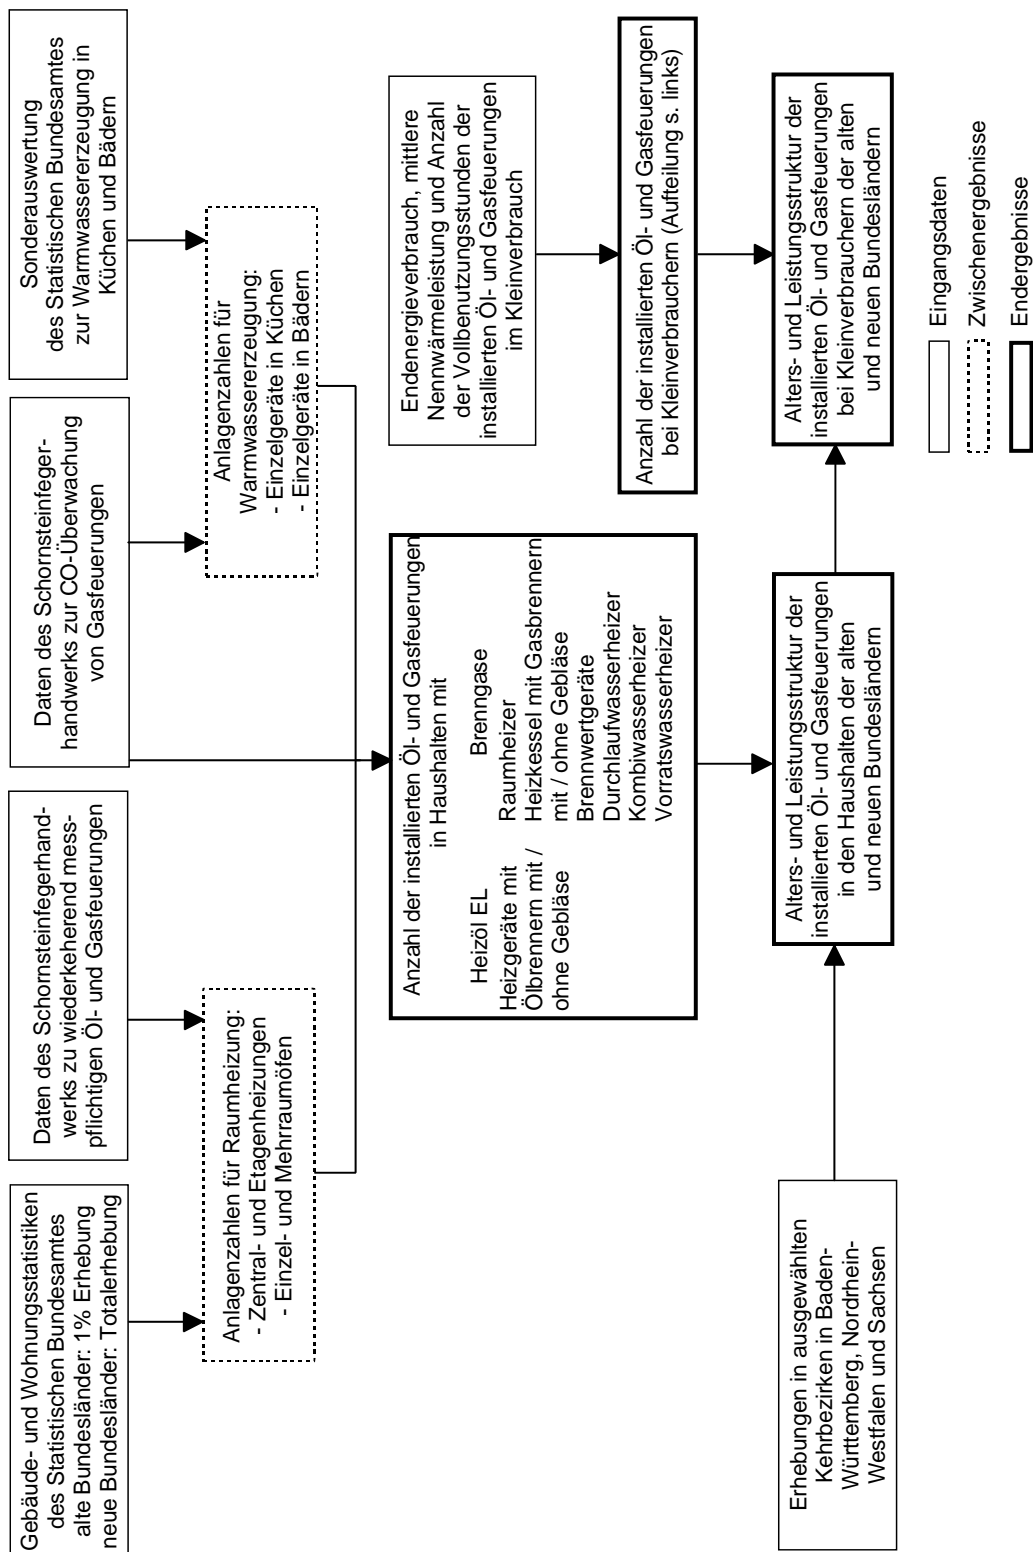 Gebäude- und Wohnungsstatistiken
des Statistischen Bundesamtes
alte Bundesländer: 1% Erhebung
neue Bundesländer: Totalerhebung
Daten des Schornsteinfegerhand-
werks zu wiederkehrend mess-
pflichtigen Öl- und Gasfeuerungen
Daten des Schornsteinfeger-
handwerks zur CO-Überwachung
von Gasfeuerungen
Sonderauswertung
des Statistischen Bundesamtes
zur Warmwassererzeugung in
Küchen und Bädern
Anlagenzahlen für Raumheizung:
- Zentral- und Etagenheizungen
- Einzel- und Mehrraumöfen
Anlagenzahlen für
Warmwassererzeugung:
- Einzelgeräte in Küchen
- Einzelgeräte in Bädern
Anzahl der installierten Öl- und Gasfeuerungen
in Haushalten mit
Heizöl EL
Heizgeräte mit
Ölbrennern mit /
ohne Gebläse
Brenngase
Raumheizer
Heizkessel mit Gasbrennern
mit / ohne Gebläse
Brennwertgeräte
Durchlaufwasserheizer
Kombiwasserheizer
Vorratswasserheizer
Endenergieverbrauch, mittlere
Nennwärmeleistung und Anzahl
der Vollbenutzungsstunden der
installierten Öl- und Gasfeuerungen
im Kleinverbrauch
Anzahl der installierten Öl- und Gasfeuerungen
bei Kleinverbrauchern (Aufteilung s. links)
Erhebungen in ausgewählten
Kehrbezirken in Baden-
Württemberg, Nordrhein-
Westfalen und Sachsen
Alters- und Leistungsstruktur der
installierten Öl- und Gasfeuerungen
in den Haushalten der alten
und neuen Bundesländern
Alters- und Leistungsstruktur der
installierten Öl- und Gasfeuerungen
bei Kleinverbrauchern der alten
und neuen Bundesländern
Eingangsdaten
Zwischenergebnisse
Endergebnisse